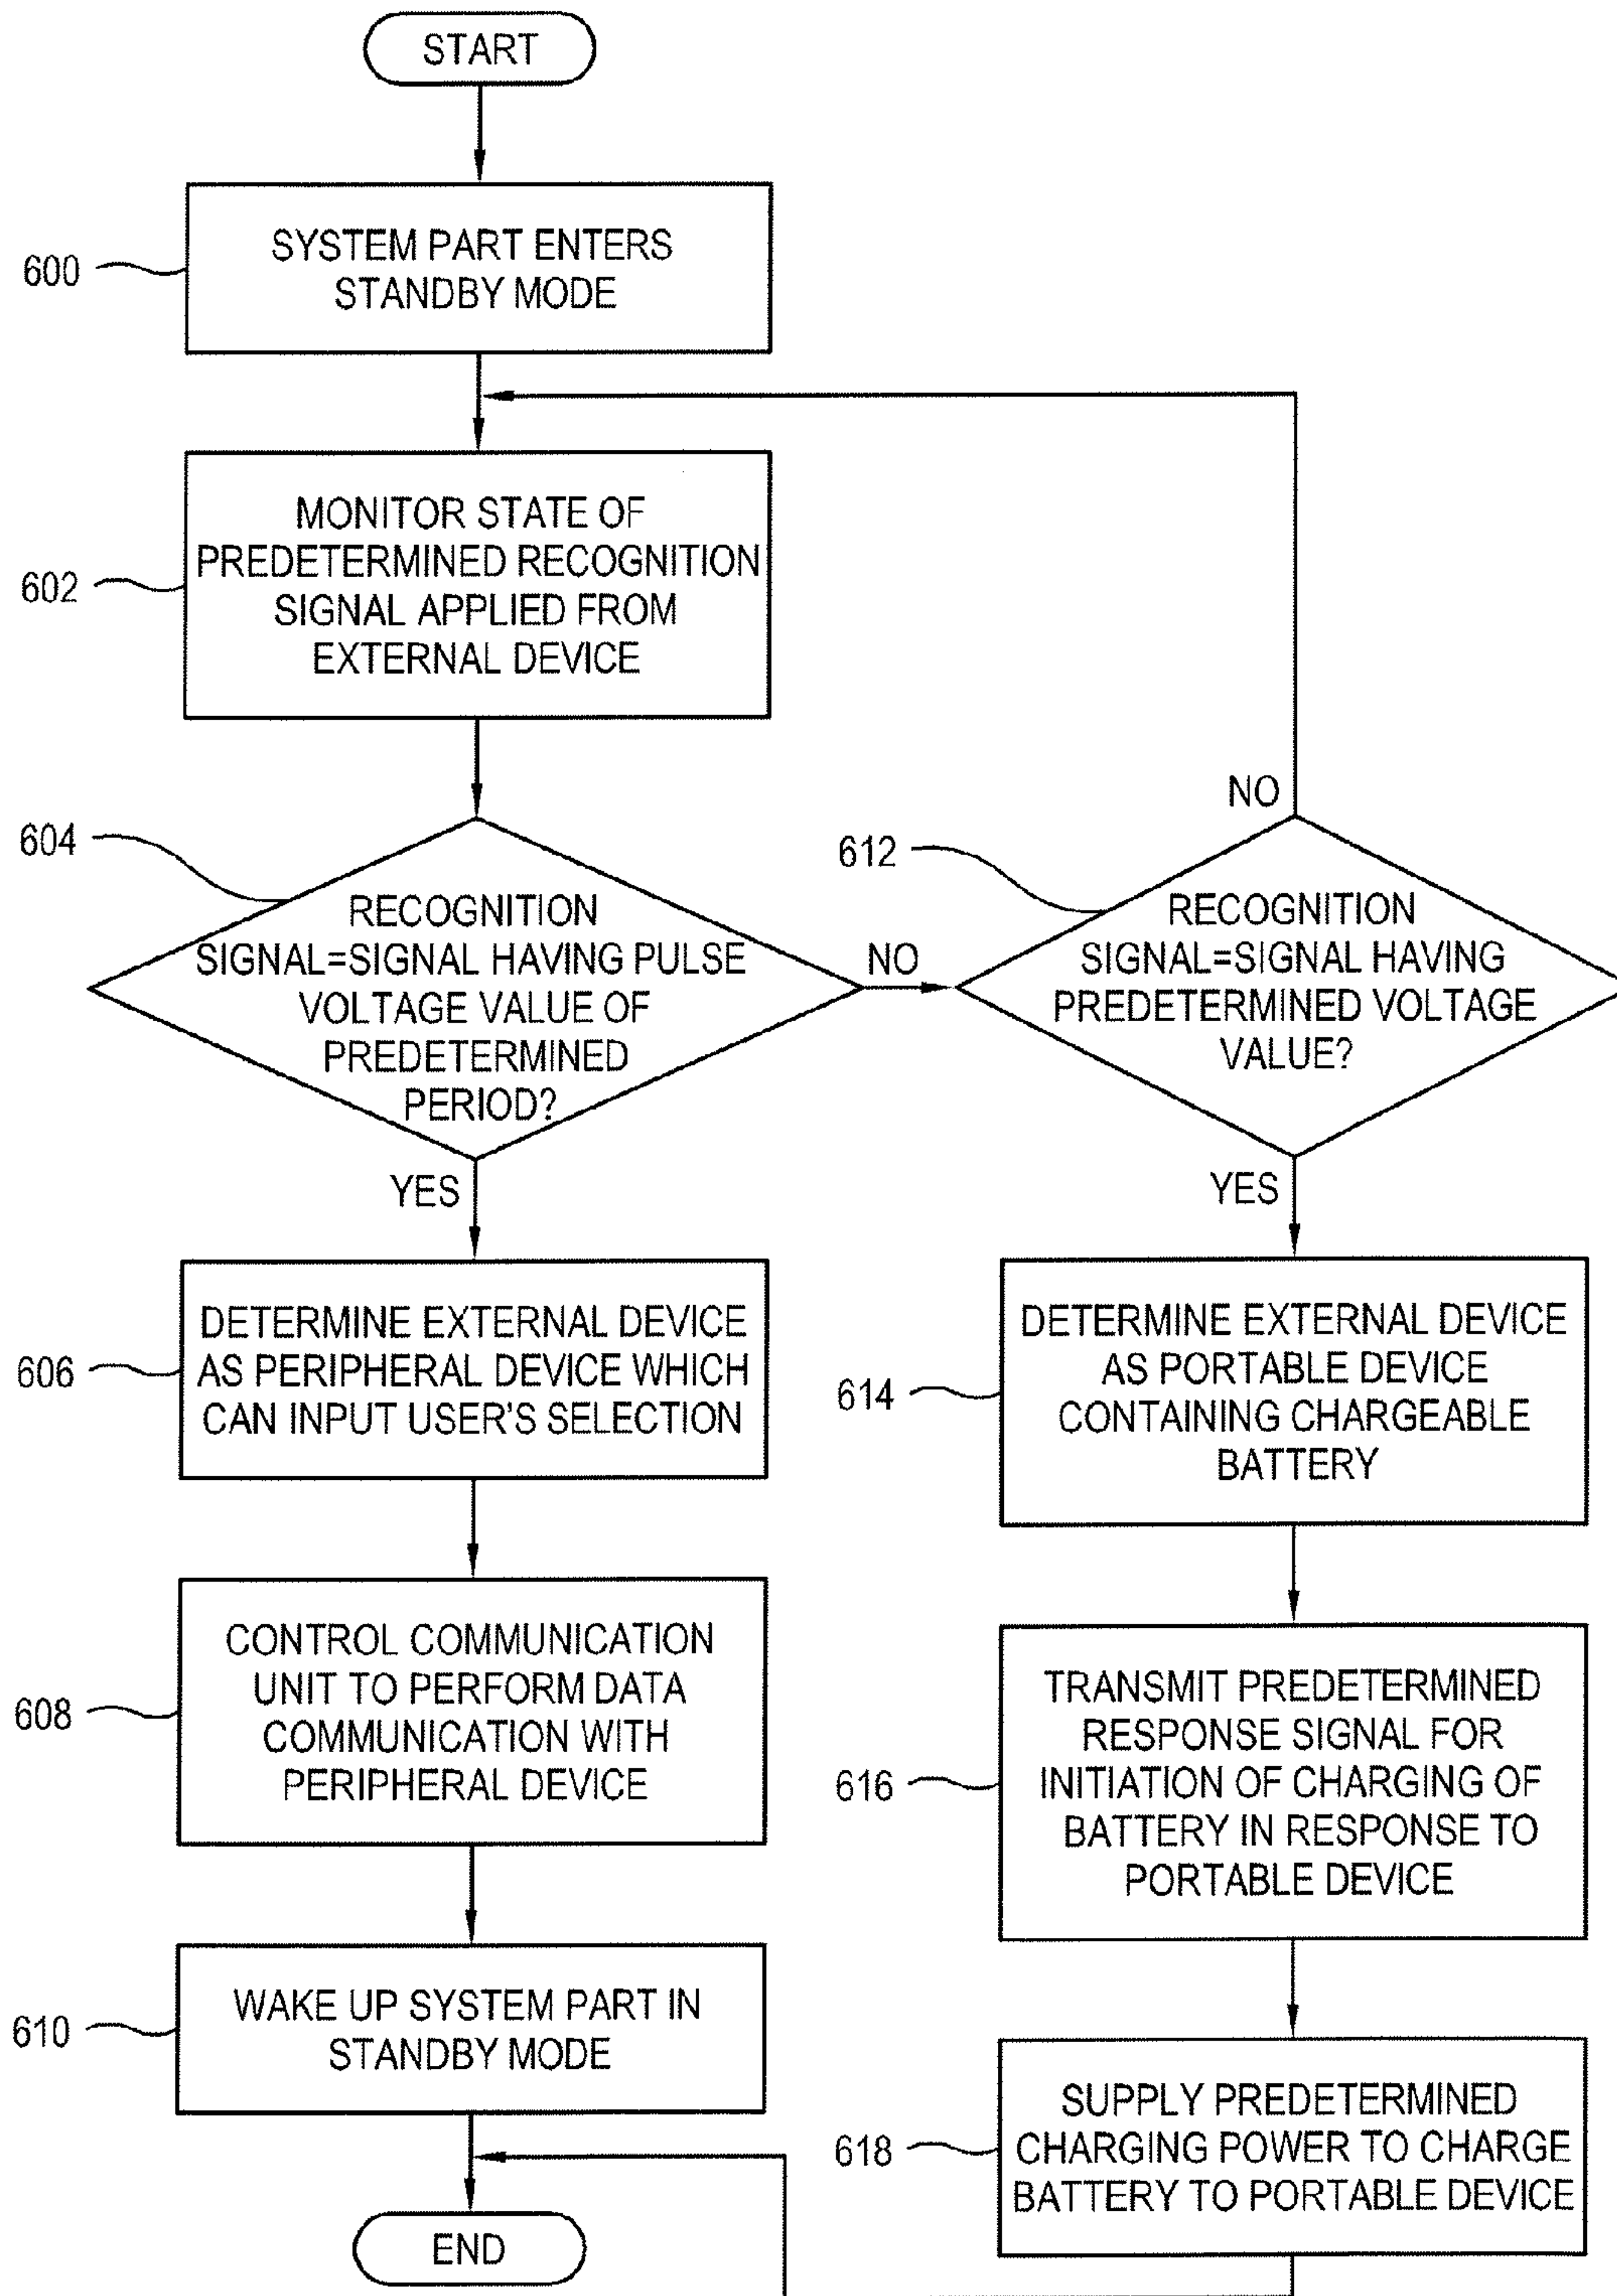 START
600
SYSTEM PART ENTERS
STANDBY MODE
602
MONITOR STATE OF
PREDETERMINED RECOGNITION
SIGNAL APPLIED FROM
EXTERNAL DEVICE
604
RECOGNITION
SIGNAL=SIGNAL HAVING PULSE
VOLTAGE VALUE OF
PREDETERMINED
PERIOD?
NO
YES
612
NO
RECOGNITION
SIGNAL=SIGNAL HAVING
PREDETERMINED VOLTAGE
VALUE?
YES
606
DETERMINE EXTERNAL DEVICE
AS PERIPHERAL DEVICE WHICH
CAN INPUT USER'S SELECTION
608
CONTROL COMMUNICATION
UNIT TO PERFORM DATA
COMMUNICATION WITH
PERIPHERAL DEVICE
610
WAKE UP SYSTEM PART IN
STANDBY MODE
614
DETERMINE EXTERNAL DEVICE
AS PORTABLE DEVICE
CONTAINING CHARGEABLE
BATTERY
616
TRANSMIT PREDETERMINED
RESPONSE SIGNAL FOR
INITIATION OF CHARGING OF
BATTERY IN RESPONSE TO
PORTABLE DEVICE
618
SUPPLY PREDETERMINED
CHARGING POWER TO CHARGE
BATTERY TO PORTABLE DEVICE
END